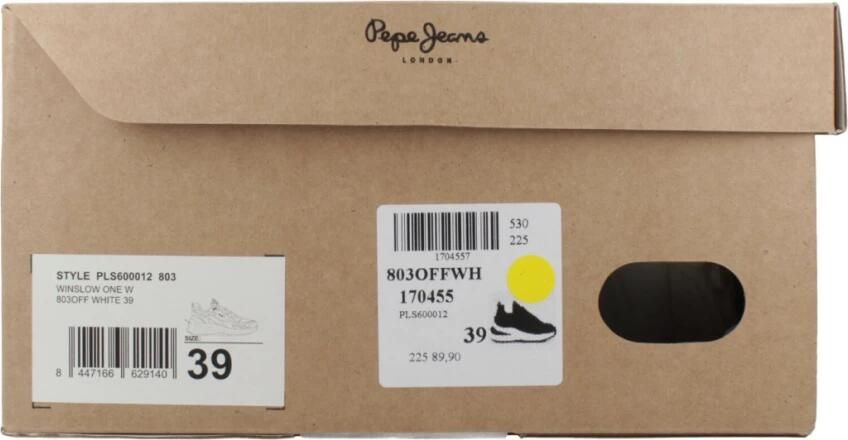 Pepe Jeans
LONDON
STYLE PLS600012 803
WINSLOW ONE W
803OFF WHITE 39
SIZE:
39
8 447166 629140
530
225
1704557
803OFFWH
170455
PLS600012
39
225 89,90